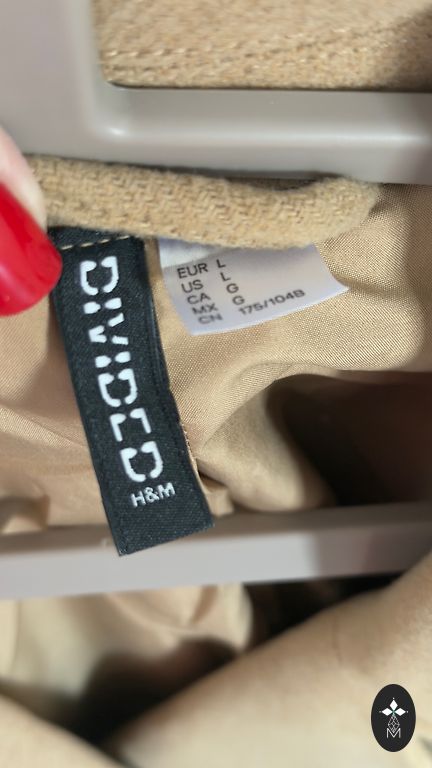 DIVIDED
H&M
EUR L
US L
CA G
MX G
CN 175/104B
M